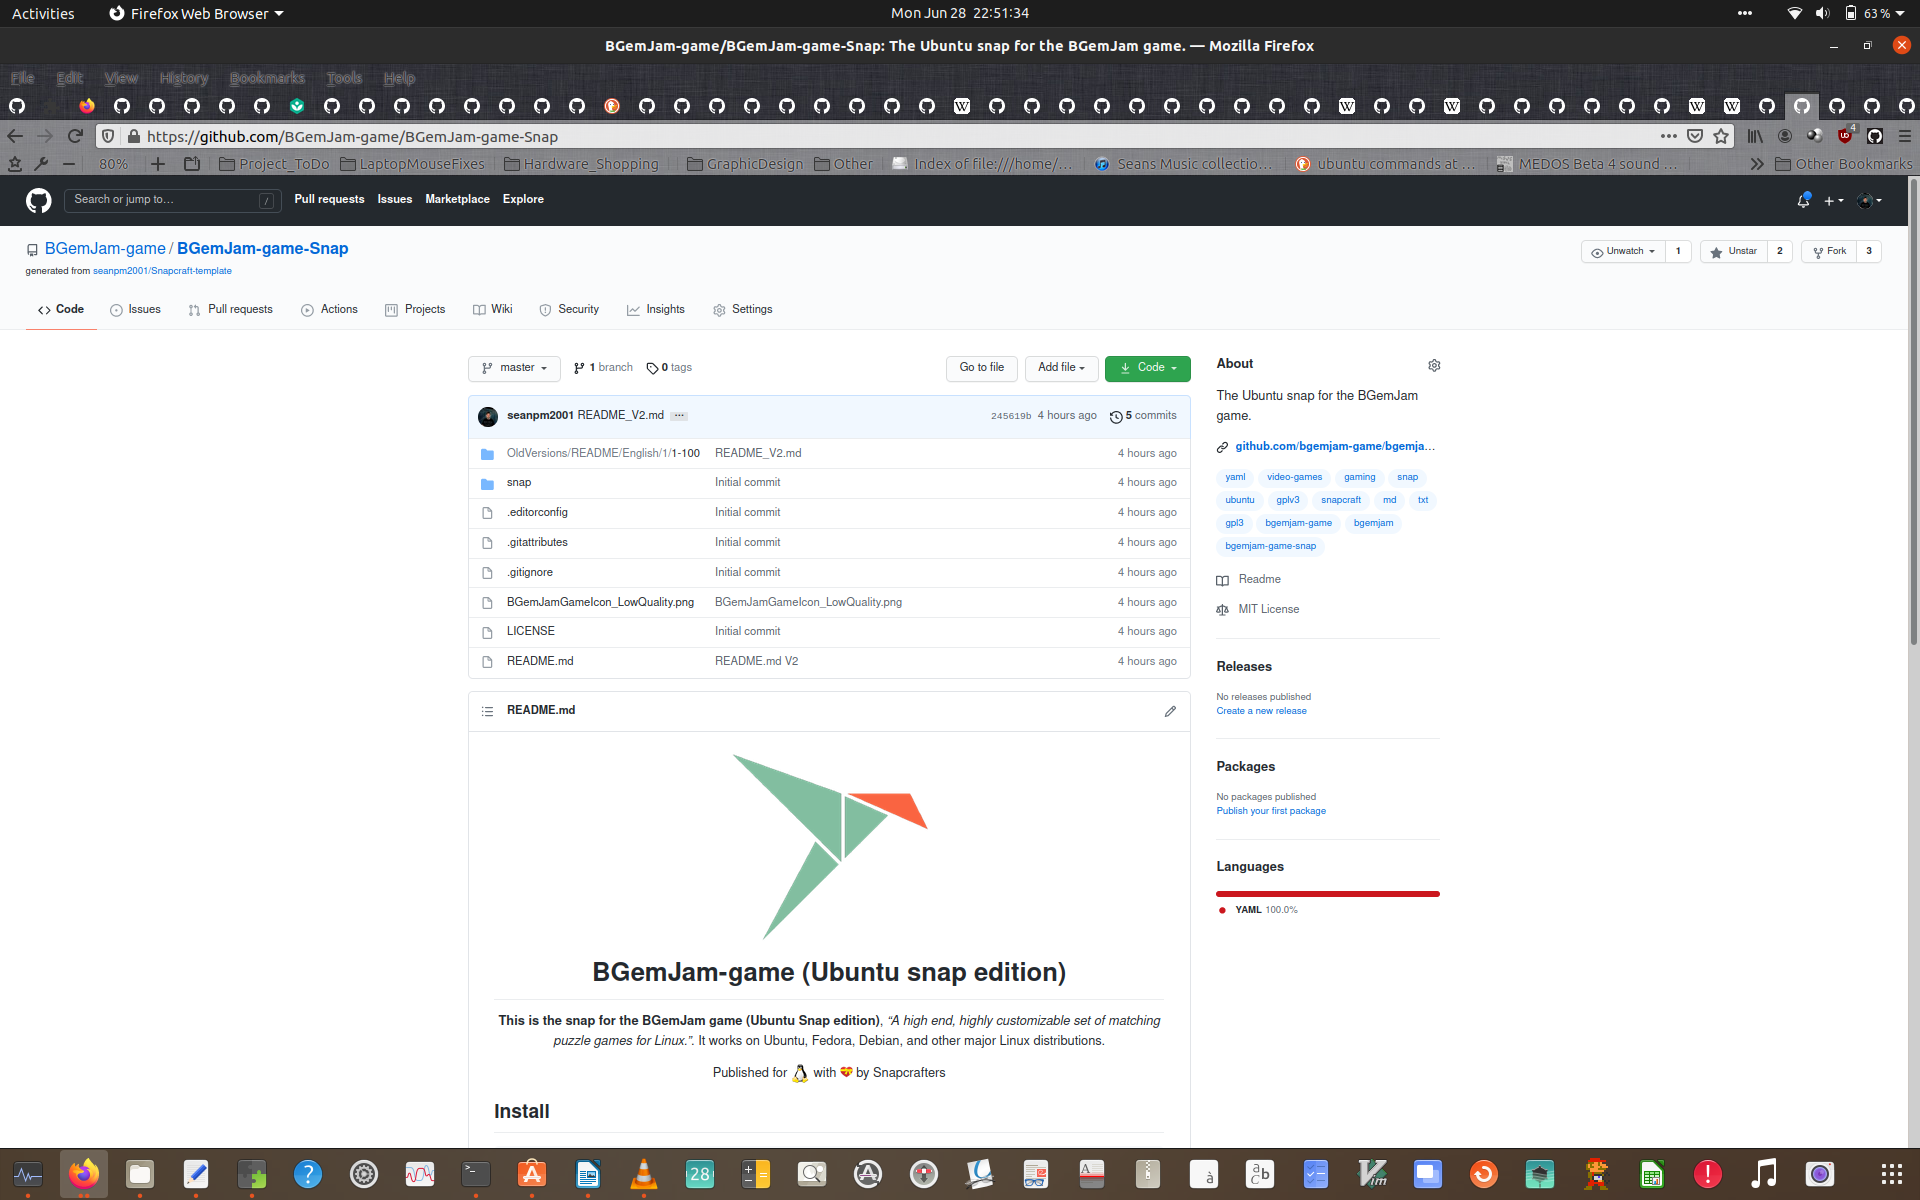 Activities
Firefox Web Browser
Mon Jun 28 22:51:34
63 %
BGemJam-game/BGemJam-game-Snap: The Ubuntu snap for the BGemJam game. — Mozilla Firefox
File Edit View History Bookmarks Tools Help
https://github.com/BGemJam-game/BGemJam-game-Snap
4
80%
Project_ToDo
LaptopMouseFixes
Hardware_Shopping
GraphicDesign
Other
Index of file:///home/...
Seans Music collectio...
ubuntu commands at ...
MEDOS Beta 4 sound ...
Other Bookmarks
Search or jump to...
/
Pull requests
Issues
Marketplace
Explore
BGemJam-game / BGemJam-game-Snap
generated from seanpm2001/Snapcraft-template
Unwatch 1
Unstar 2
Fork 3
Code
Issues
Pull requests
Actions
Projects
Wiki
Security
Insights
Settings
master
1 branch
0 tags
Go to file
Add file
Code
seanpm2001 README_V2.md ...
245619b 4 hours ago
5 commits
OldVersions/README/English/1/1-100 README_V2.md 4 hours ago
snap Initial commit 4 hours ago
.editorconfig Initial commit 4 hours ago
.gitattributes Initial commit 4 hours ago
.gitignore Initial commit 4 hours ago
BGemJamGameIcon_LowQuality.png BGemJamGameIcon_LowQuality.png 4 hours ago
LICENSE Initial commit 4 hours ago
README.md README.md V2 4 hours ago
README.md
BGemJam-game (Ubuntu snap edition)
This is the snap for the BGemJam game (Ubuntu Snap edition), “A high end, highly customizable set of matching
puzzle games for Linux.”. It works on Ubuntu, Fedora, Debian, and other major Linux distributions.
Published for 🐧 with 💝 by Snapcrafters
Install
About
The Ubuntu snap for the BGemJam
game.
github.com/bgemjam-game/bgemja...
yaml video-games gaming snap
ubuntu gplv3 snapcraft md txt
gpl3 bgemjam-game bgemjam
bgemjam-game-snap
Readme
MIT License
Releases
No releases published
Create a new release
Packages
No packages published
Publish your first package
Languages
YAML 100.0%
28